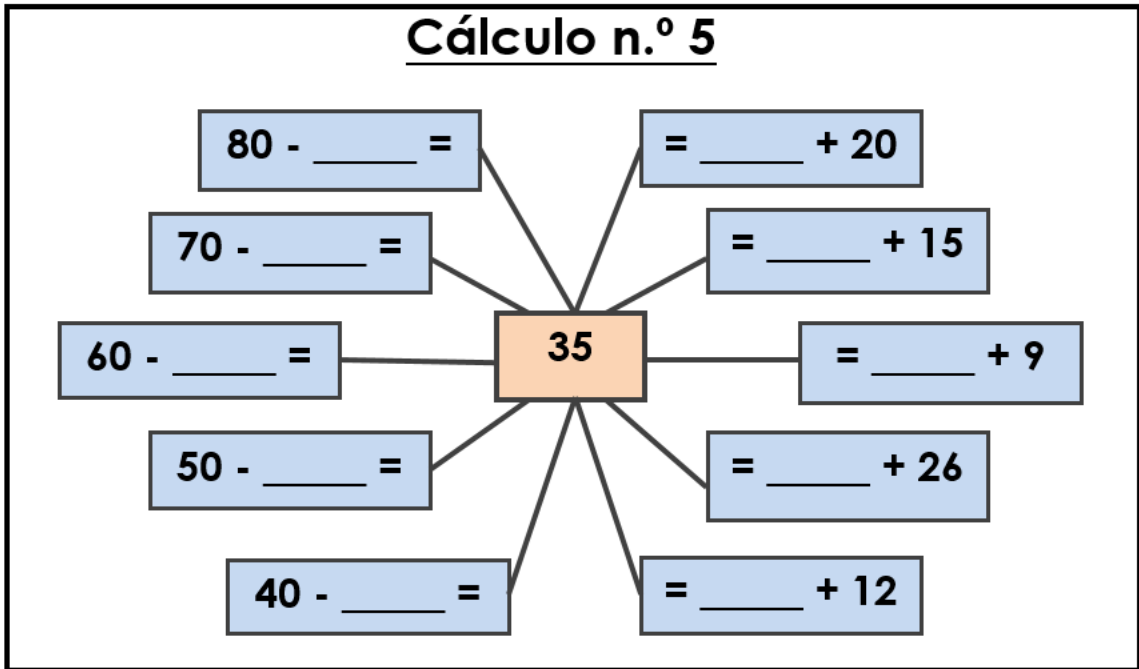 Cálculo n.º 5
80 - _____ =
70 - _____ =
60 - _____ =
50 - _____ =
40 - _____ =
35
= _____ + 20
= _____ + 15
= _____ + 9
= _____ + 26
= _____ + 12